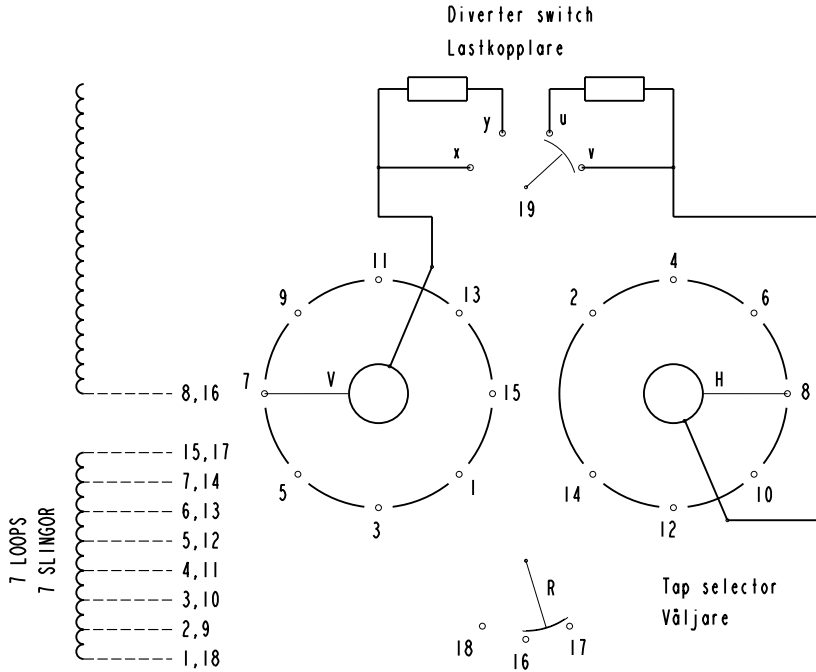 Diverter switch
Lastkopplare
y
u
x
v
19
11
13
9
7
V
15
5
1
3
4
2
6
H
8
14
10
12
8,16
15,17
7,14
6,13
5,12
4,11
3,10
2,9
1,18
7 LOOPS
7 SLINGOR
R
18
16
17
Tap selector
Väljare